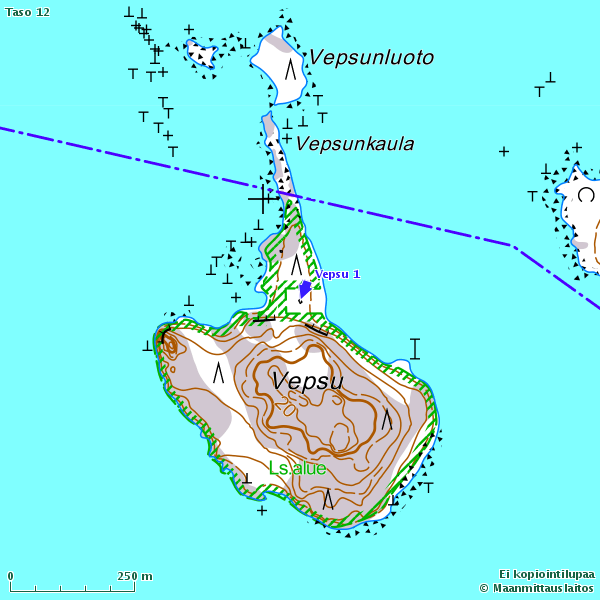 Taso 12
Vepsunluoto
Vepsunkaula
Vepsu 1
Vepsu
Ls.alue
0 250 m
Ei kopiointilupaa
© Maanmittauslaitos